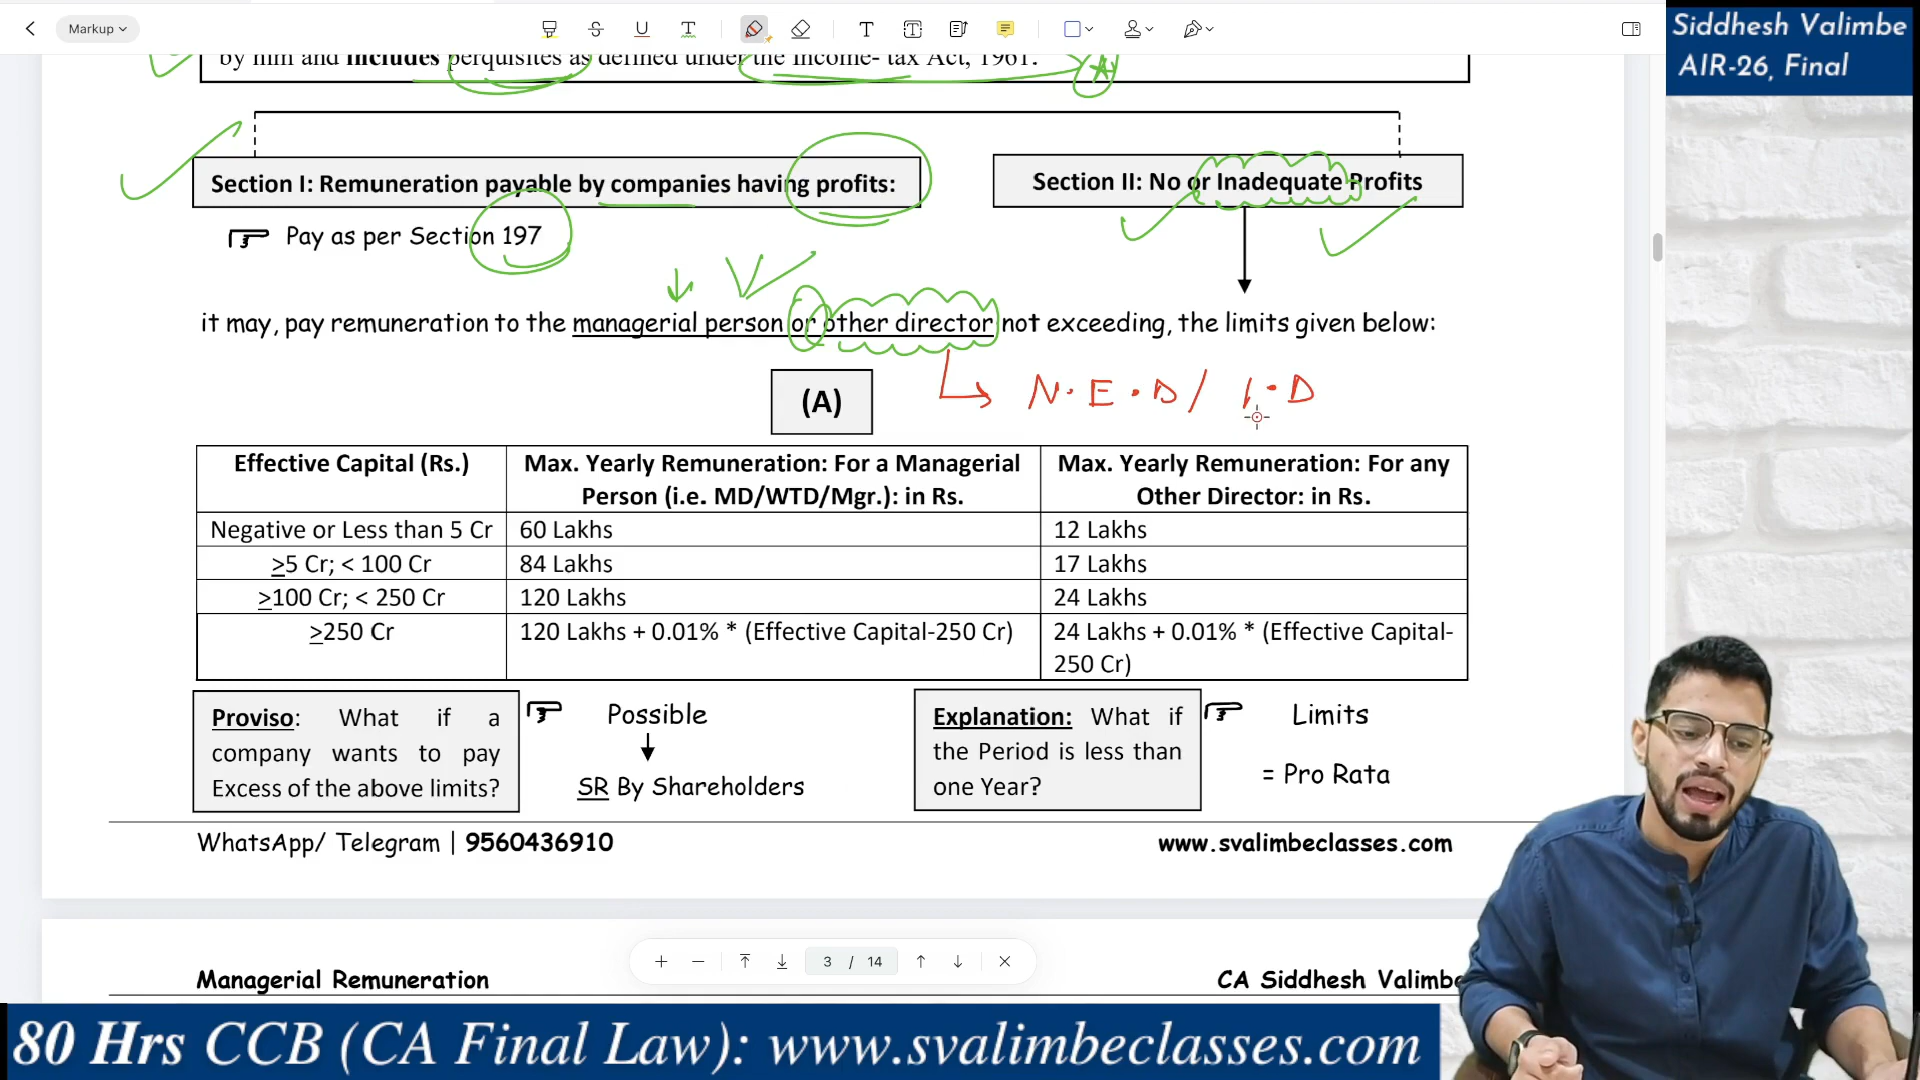 Markup
Siddhesh Valimbe
AIR-26, Final
by him and includes perquisites as defined under the Income- tax Act, 1961.
Section I: Remuneration payable by companies having profits:
Section II: No or Inadequate Profits
Pay as per Section 197
it may, pay remuneration to the managerial person or other director not exceeding, the limits given below:
(A)
N.E.D/ I.D
Effective Capital (Rs.)
Max. Yearly Remuneration: For a Managerial
Person (i.e. MD/WTD/Mgr.): in Rs.
Max. Yearly Remuneration: For any
Other Director: in Rs.
Negative or Less than 5 Cr
60 Lakhs
12 Lakhs
≥5 Cr; < 100 Cr
84 Lakhs
17 Lakhs
≥100 Cr; < 250 Cr
120 Lakhs
24 Lakhs
≥250 Cr
120 Lakhs + 0.01% * (Effective Capital-250 Cr)
24 Lakhs + 0.01% * (Effective Capital-
250 Cr)
Proviso: What if a
company wants to pay
Excess of the above limits?
Possible
SR By Shareholders
Explanation: What if
the Period is less than
one Year?
Limits
= Pro Rata
WhatsApp/ Telegram | 9560436910
www.svalimbeclasses.com
3 / 14
Managerial Remuneration
CA Siddhesh Valimbe
80 Hrs CCB (CA Final Law): www.svalimbeclasses.com